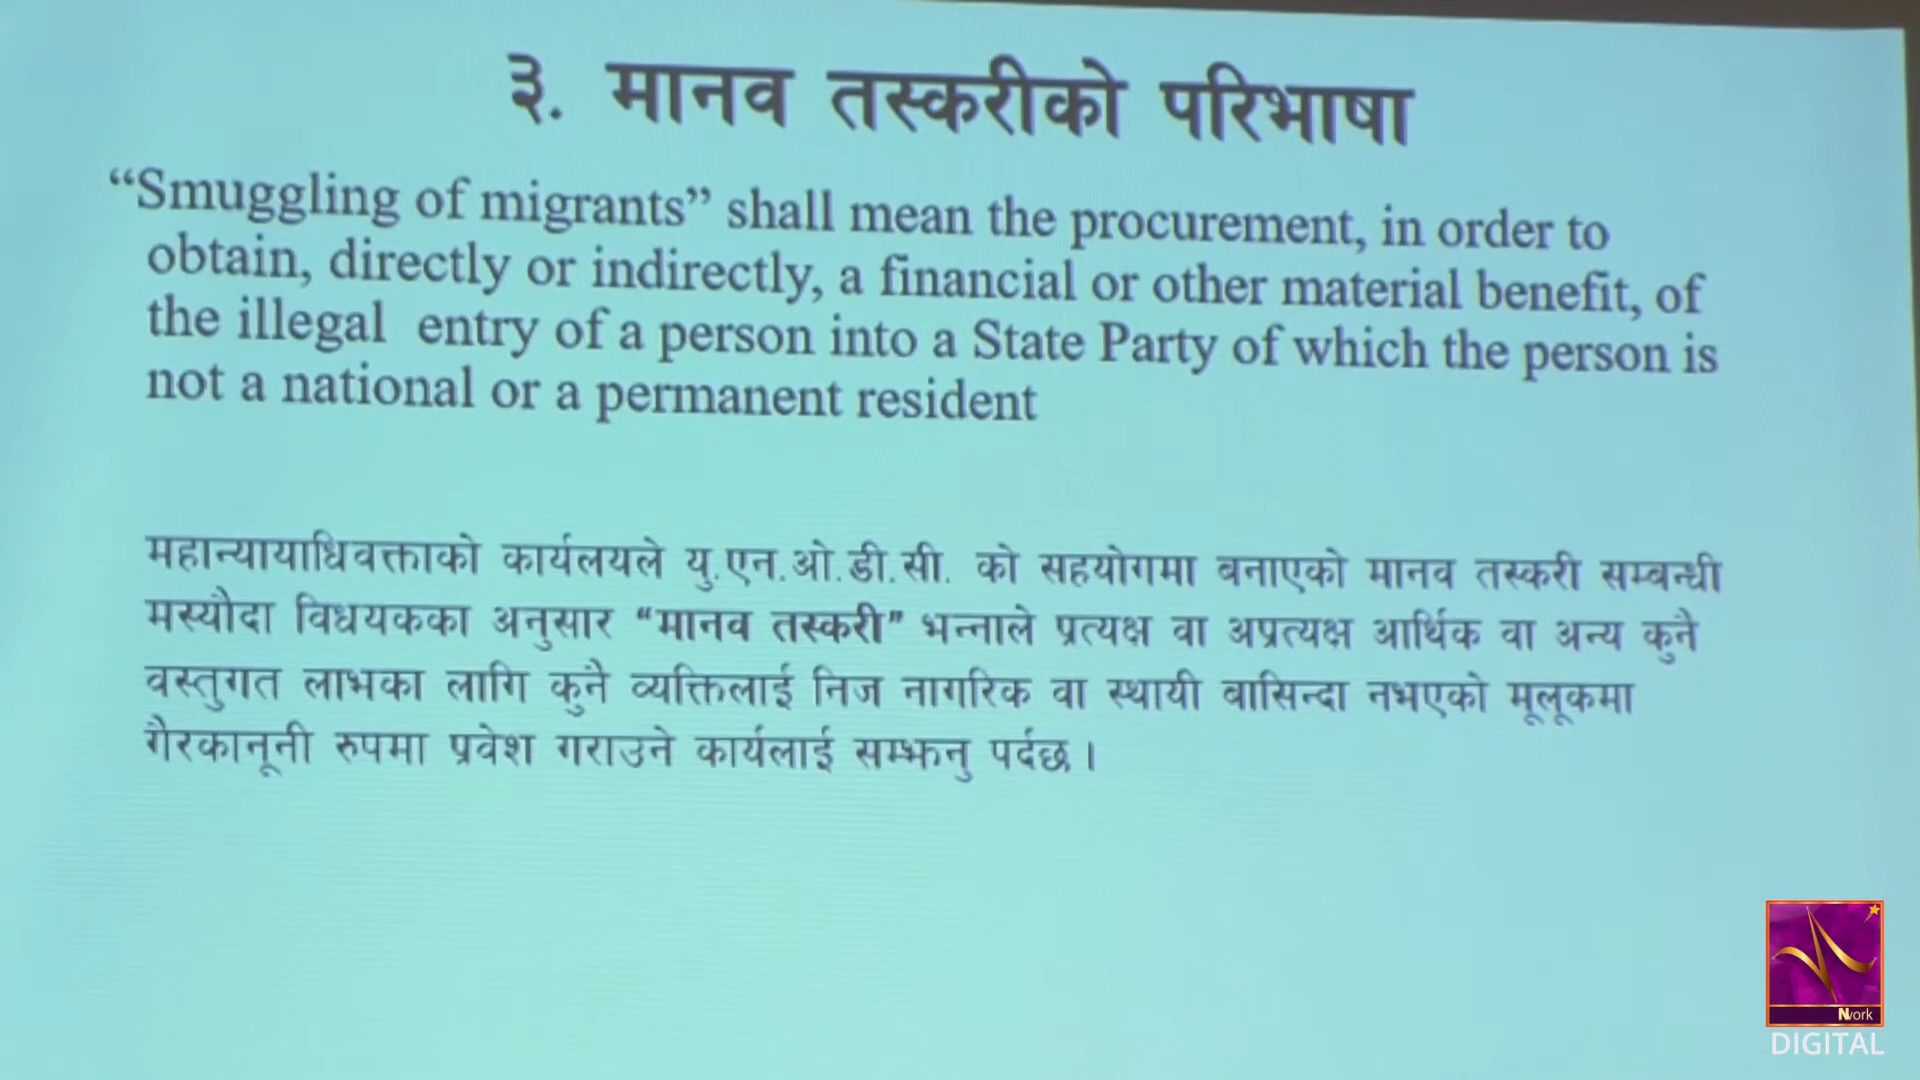 ३. मानव तस्करीको परिभाषा
“Smuggling of migrants” shall mean the procurement, in order to
obtain, directly or indirectly, a financial or other material benefit, of
the illegal entry of a person into a State Party of which the person is
not a national or a permanent resident
महान्यायाधिवक्ताको कार्यलयले यु.एन.ओ.डी.सी. को सहयोगमा बनाएको मानव तस्करी सम्बन्धी
मस्यौदा विधयकका अनुसार “मानव तस्करी” भन्नाले प्रत्यक्ष वा अप्रत्यक्ष आर्थिक वा अन्य कुनै
वस्तुगत लाभका लागि कुनै व्यक्तिलाई निज नागरिक वा स्थायी बासिन्दा नभएको मूलूकमा
गैरकानूनी रुपमा प्रवेश गराउने कार्यलाई सम्झनु पर्दछ ।
Nwork
DIGITAL